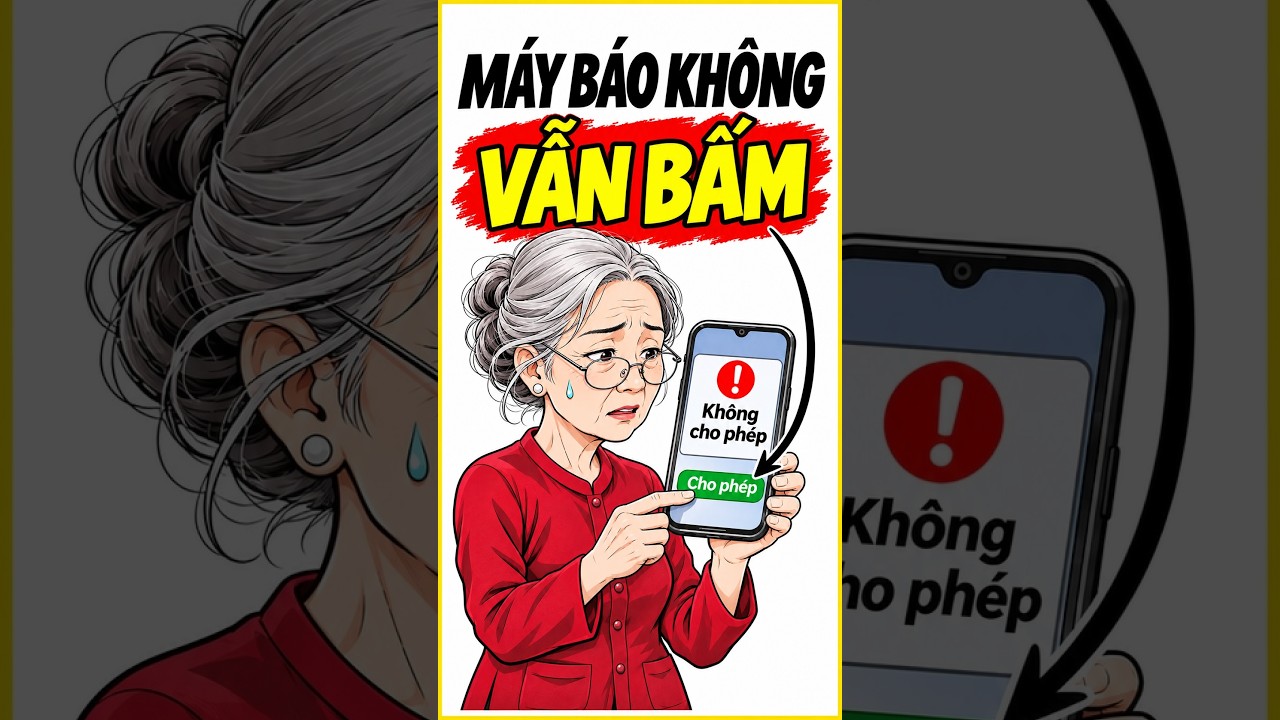 MÁY BÁO KHÔNG
VẪN BẤM
Không
cho phép
Cho phép
Không
ho phép